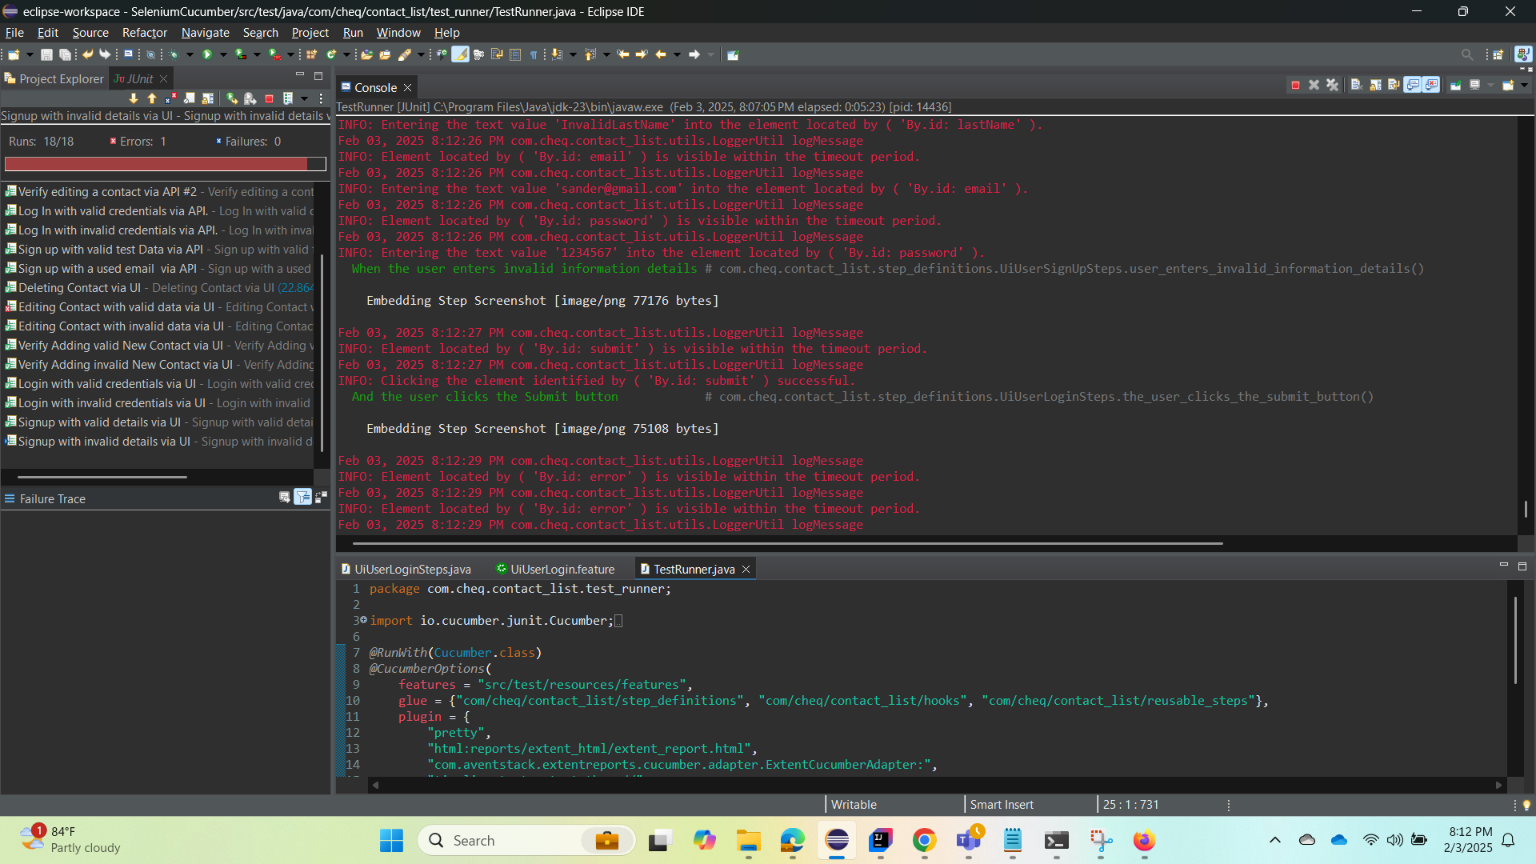 eclipse-workspace - SeleniumCucumber/src/test/java/com/cheq/contact_list/test_runner/TestRunner.java - Eclipse IDE
File Edit Source Refactor Navigate Search Project Run Window Help
Project Explorer JUnit
Signup with invalid details via UI - Signup with invalid details v
Runs: 18/18 Errors: 1 Failures: 0
Verify editing a contact via API #2 - Verify editing a cont
Log In with valid credentials via API. - Log In with valid c
Log In with invalid credentials via API. - Log In with inva
Sign up with valid test Data via API - Sign up with valid
Sign up with a used email  via API - Sign up with a used
Deleting Contact via UI - Deleting Contact via UI (22.864
Editing Contact with valid data via UI - Editing Contact v
Editing Contact with invalid data via UI - Editing Contac
Verify Adding valid New Contact via UI - Verify Adding v
Verify Adding invalid New Contact via UI - Verify Adding
Login with valid credentials via UI - Login with valid crec
Login with invalid credentials via UI - Login with invalid
Signup with valid details via UI - Signup with valid detai
Signup with invalid details via UI - Signup with invalid d
Failure Trace
Console
TestRunner [JUnit] C:\Program Files\Java\jdk-23\bin\javaw.exe (Feb 3, 2025, 8:07:05 PM elapsed: 0:05:23) [pid: 14436]
INFO: Entering the text value 'InvalidLastName' into the element located by ( 'By.id: lastName' ).
Feb 03, 2025 8:12:26 PM com.cheq.contact_list.utils.LoggerUtil logMessage
INFO: Element located by ( 'By.id: email' ) is visible within the timeout period.
Feb 03, 2025 8:12:26 PM com.cheq.contact_list.utils.LoggerUtil logMessage
INFO: Entering the text value 'sander@gmail.com' into the element located by ( 'By.id: email' ).
Feb 03, 2025 8:12:26 PM com.cheq.contact_list.utils.LoggerUtil logMessage
INFO: Element located by ( 'By.id: password' ) is visible within the timeout period.
Feb 03, 2025 8:12:26 PM com.cheq.contact_list.utils.LoggerUtil logMessage
INFO: Entering the text value '1234567' into the element located by ( 'By.id: password' ).
When the user enters invalid information details # com.cheq.contact_list.step_definitions.UiUserSignUpSteps.user_enters_invalid_information_details()
Embedding Step Screenshot [image/png 77176 bytes]
Feb 03, 2025 8:12:27 PM com.cheq.contact_list.utils.LoggerUtil logMessage
INFO: Element located by ( 'By.id: submit' ) is visible within the timeout period.
Feb 03, 2025 8:12:27 PM com.cheq.contact_list.utils.LoggerUtil logMessage
INFO: Clicking the element identified by ( 'By.id: submit' ) successful.
And the user clicks the Submit button # com.cheq.contact_list.step_definitions.UiUserLoginSteps.the_user_clicks_the_submit_button()
Embedding Step Screenshot [image/png 75108 bytes]
Feb 03, 2025 8:12:29 PM com.cheq.contact_list.utils.LoggerUtil logMessage
INFO: Element located by ( 'By.id: error' ) is visible within the timeout period.
Feb 03, 2025 8:12:29 PM com.cheq.contact_list.utils.LoggerUtil logMessage
INFO: Element located by ( 'By.id: error' ) is visible within the timeout period.
Feb 03, 2025 8:12:29 PM com.cheq.contact_list.utils.LoggerUtil logMessage
UiUserLoginSteps.java UiUserLogin.feature TestRunner.java
1 package com.cheq.contact_list.test_runner;
2
3 import io.cucumber.junit.Cucumber;
6
7 @RunWith(Cucumber.class)
8 @CucumberOptions(
9 features = "src/test/resources/features",
10 glue = {"com/cheq/contact_list/step_definitions", "com/cheq/contact_list/hooks", "com/cheq/contact_list/reusable_steps"},
11 plugin = {
12 "pretty",
13 "html:reports/extent_html/extent_report.html",
14 "com.aventstack.extentreports.cucumber.adapter.ExtentCucumberAdapter:",
Writable Smart Insert 25 : 1 : 731
1
84°F
Partly cloudy
Search
8:12 PM
2/3/2025